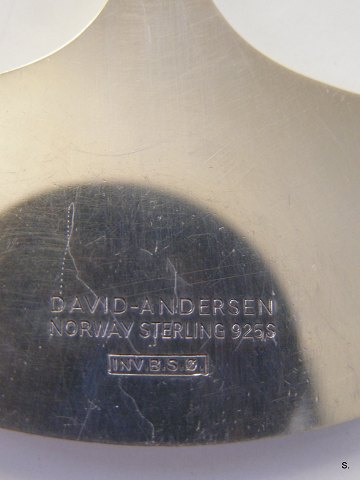 DAVID-ANDERSEN
NORWAY STERLING 925S
INV.B.S.Ø.
S.